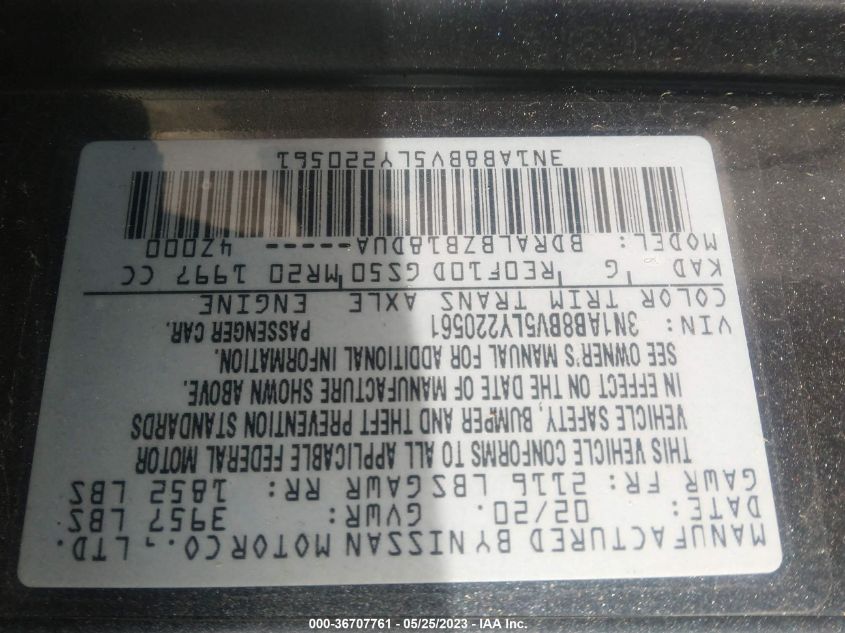 MANUFACTURED BY NISSAN MOTOR CO., LTD.
DATE: 02/20. GVWR: 3957 LBS
GAWR FR: 2116 LBS GAWR RR: 1852 LBS
THIS VEHICLE CONFORMS TO ALL APPLICABLE FEDERAL MOTOR
VEHICLE SAFETY, BUMPER AND THEFT PREVENTION STANDARDS
IN EFFECT ON THE DATE OF MANUFACTURE SHOWN ABOVE.
SEE OWNER'S MANUAL FOR ADDITIONAL INFORMATION.
VIN: 3N1AB8BV5LY220561 PASSENGER CAR.
COLOR TRIM TRANS AXLE ENGINE
KAD G RE0F10D GS50 MR20 1997 CC
MODEL: BDRALBZB18DUA----- 4Z000
3N1AB8BV5LY220561
000-36707761 - 05/25/2023 - IAA Inc.